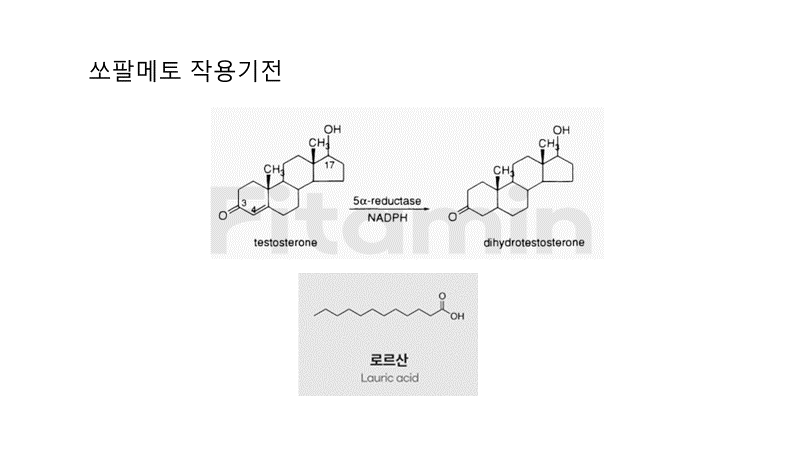 쏘팔메토 작용기전
OH
CH3
17
CH3
3
4
O
testosterone
5α-reductase
NADPH
OH
CH3
CH3
O
dihydrotestosterone
Fitamin
O
OH
로르산
Lauric acid